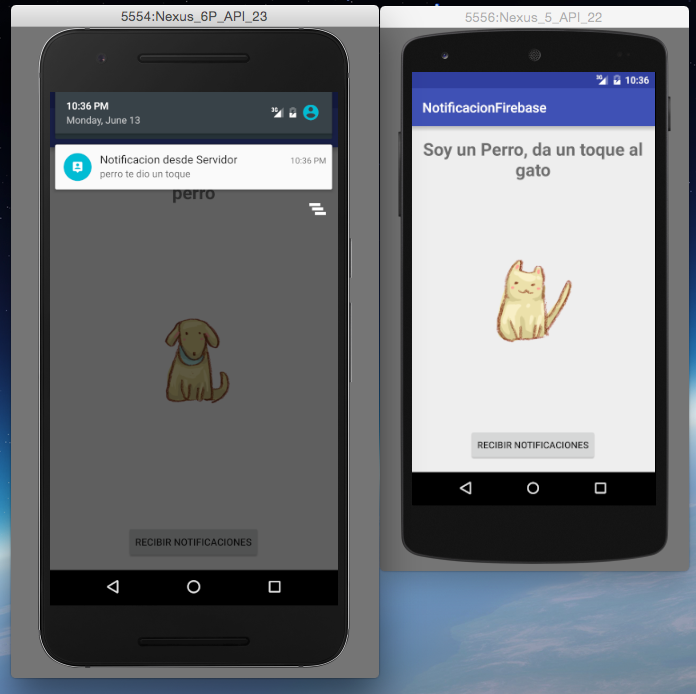 5554:Nexus_6P_API_23
10:36 PM
Monday, June 13
3G
Notificacion desde Servidor
10:36 PM
perro te dio un toque
perro
RECIBIR NOTIFICACIONES
5556:Nexus_5_API_22
3G
10:36
NotificacionFirebase
Soy un Perro, da un toque al
gato
RECIBIR NOTIFICACIONES